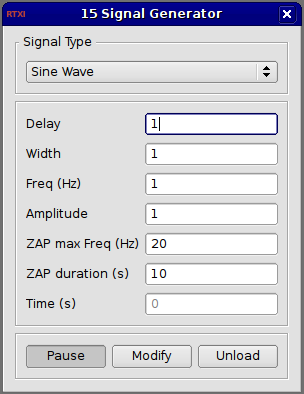 RTXI 15 Signal Generator
Signal Type
Sine Wave
Delay 1
Width 1
Freq (Hz) 1
Amplitude 1
ZAP max Freq (Hz) 20
ZAP duration (s) 10
Time (s) 0
Pause Modify Unload